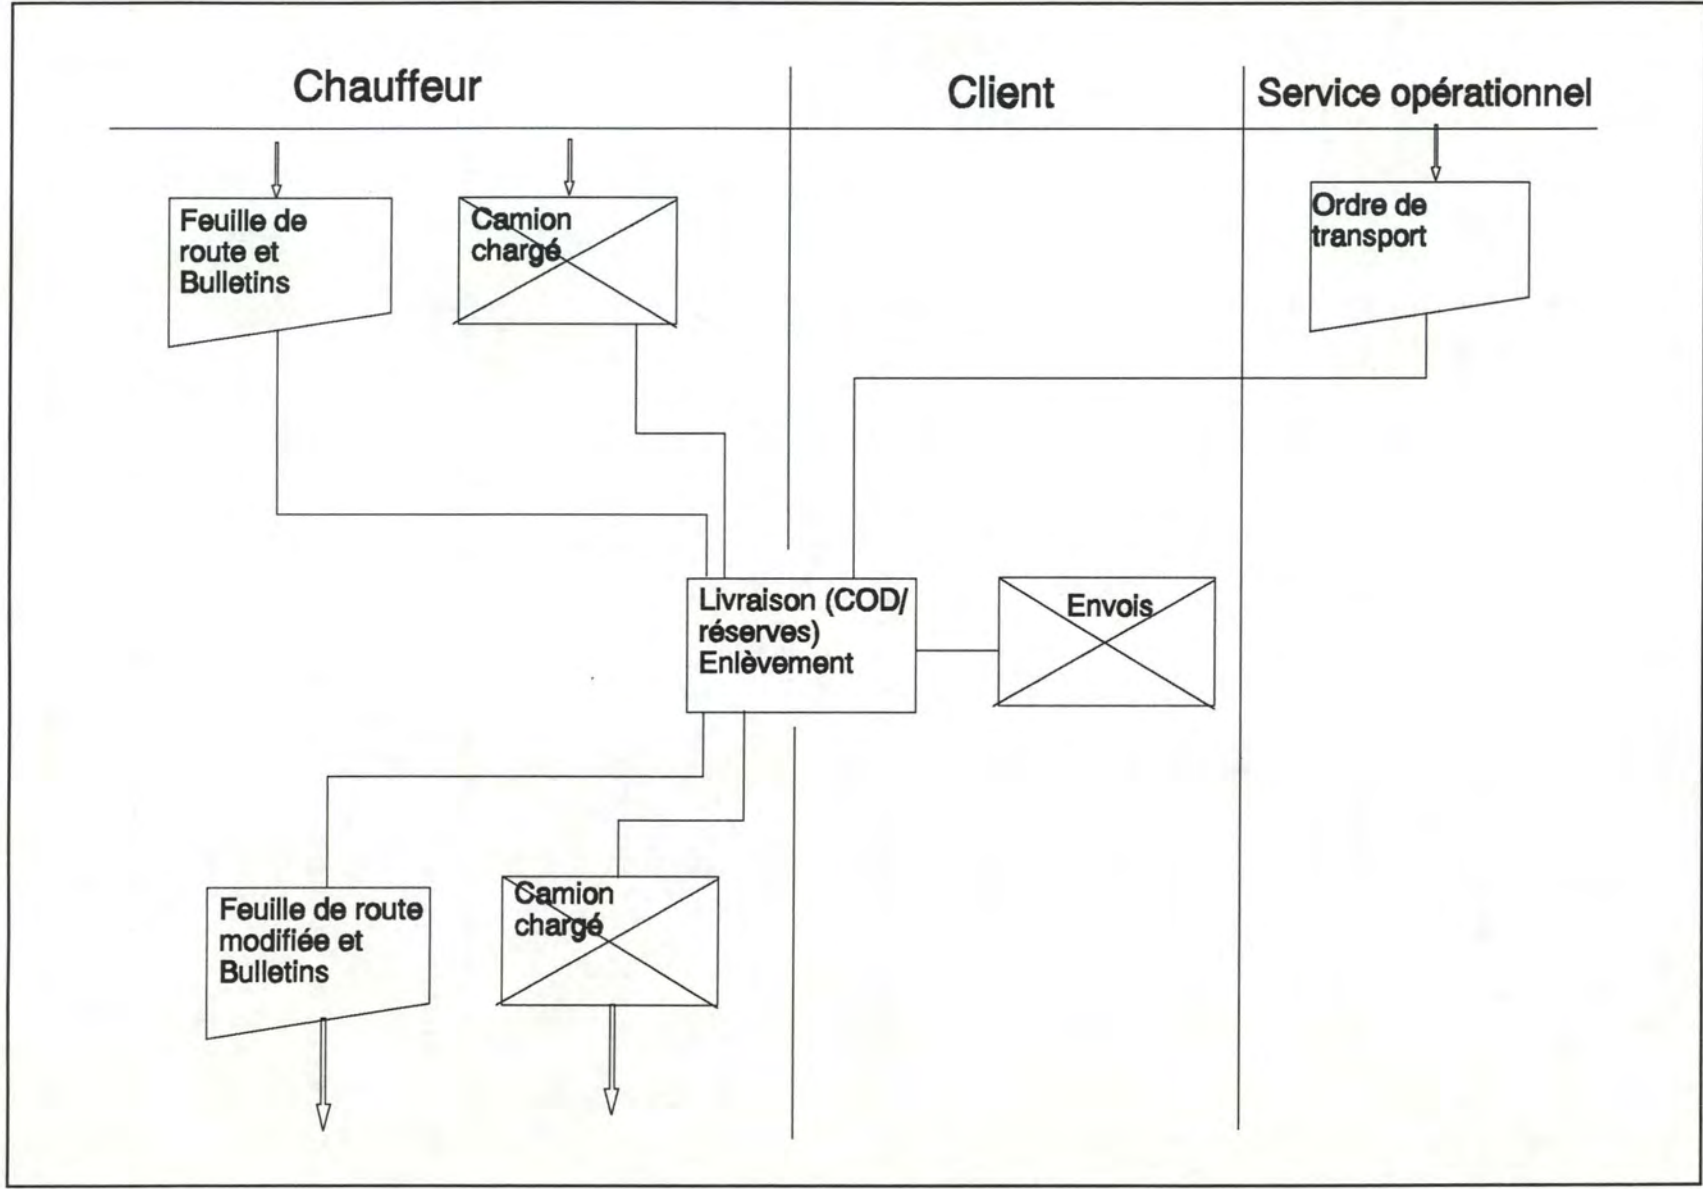 Chauffeur
Client
Service opérationnel
Feuille de
route et
Bulletins
Camion
chargé
Ordre de
transport
Livraison (COD/
réserves)
Enlèvement
Envois
Feuille de route
modifiée et
Bulletins
Camion
chargé